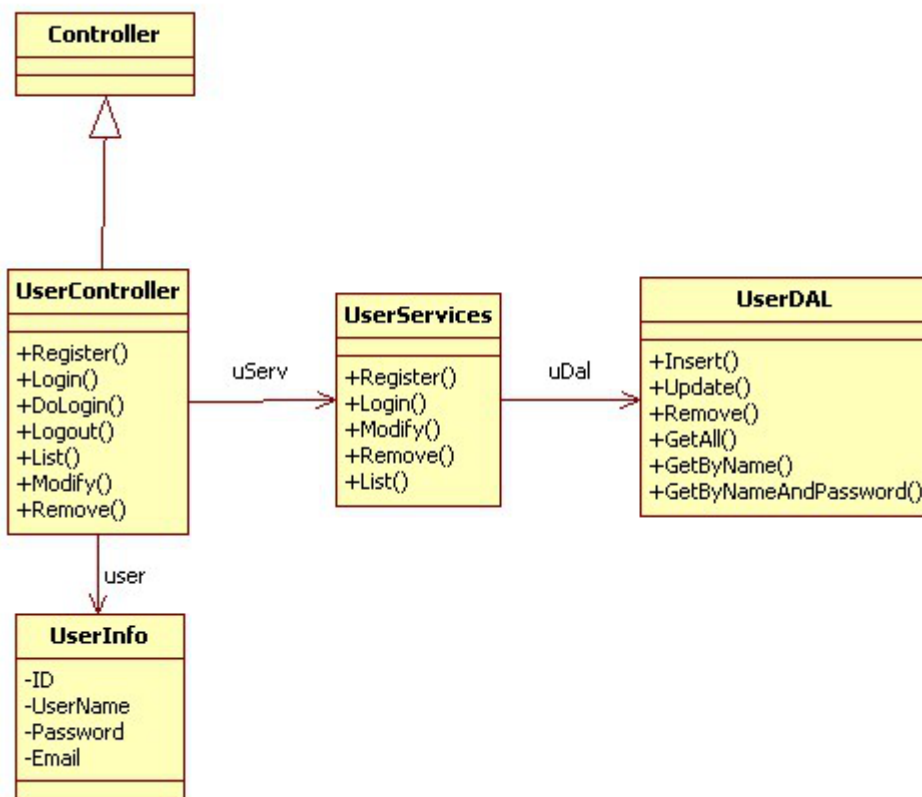 Controller
UserController
+Register()
+Login()
+DoLogin()
+Logout()
+List()
+Modify()
+Remove()
uServ
UserServices
+Register()
+Login()
+Modify()
+Remove()
+List()
uDal
UserDAL
+Insert()
+Update()
+Remove()
+GetAll()
+GetByName()
+GetByNameAndPassword()
user
UserInfo
-ID
-UserName
-Password
-Email